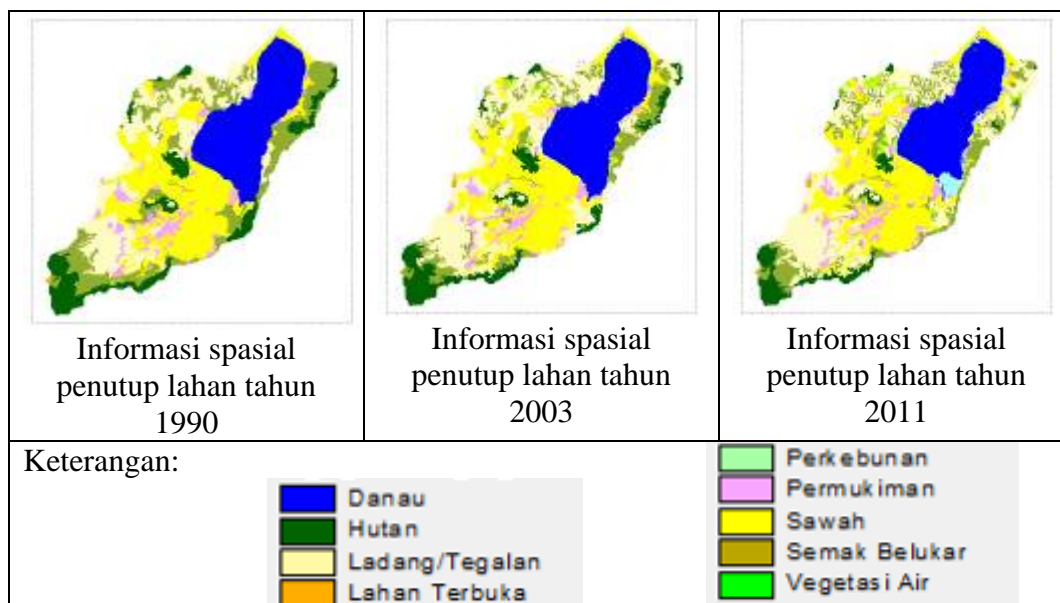 Informasi spasial
penutup lahan tahun
1990
Informasi spasial
penutup lahan tahun
2003
Informasi spasial
penutup lahan tahun
2011
Keterangan:
Danau
Hutan
Ladang/Tegalan
Lahan Terbuka
Perkebunan
Permukiman
Sawah
Semak Belukar
Vegetasi Air